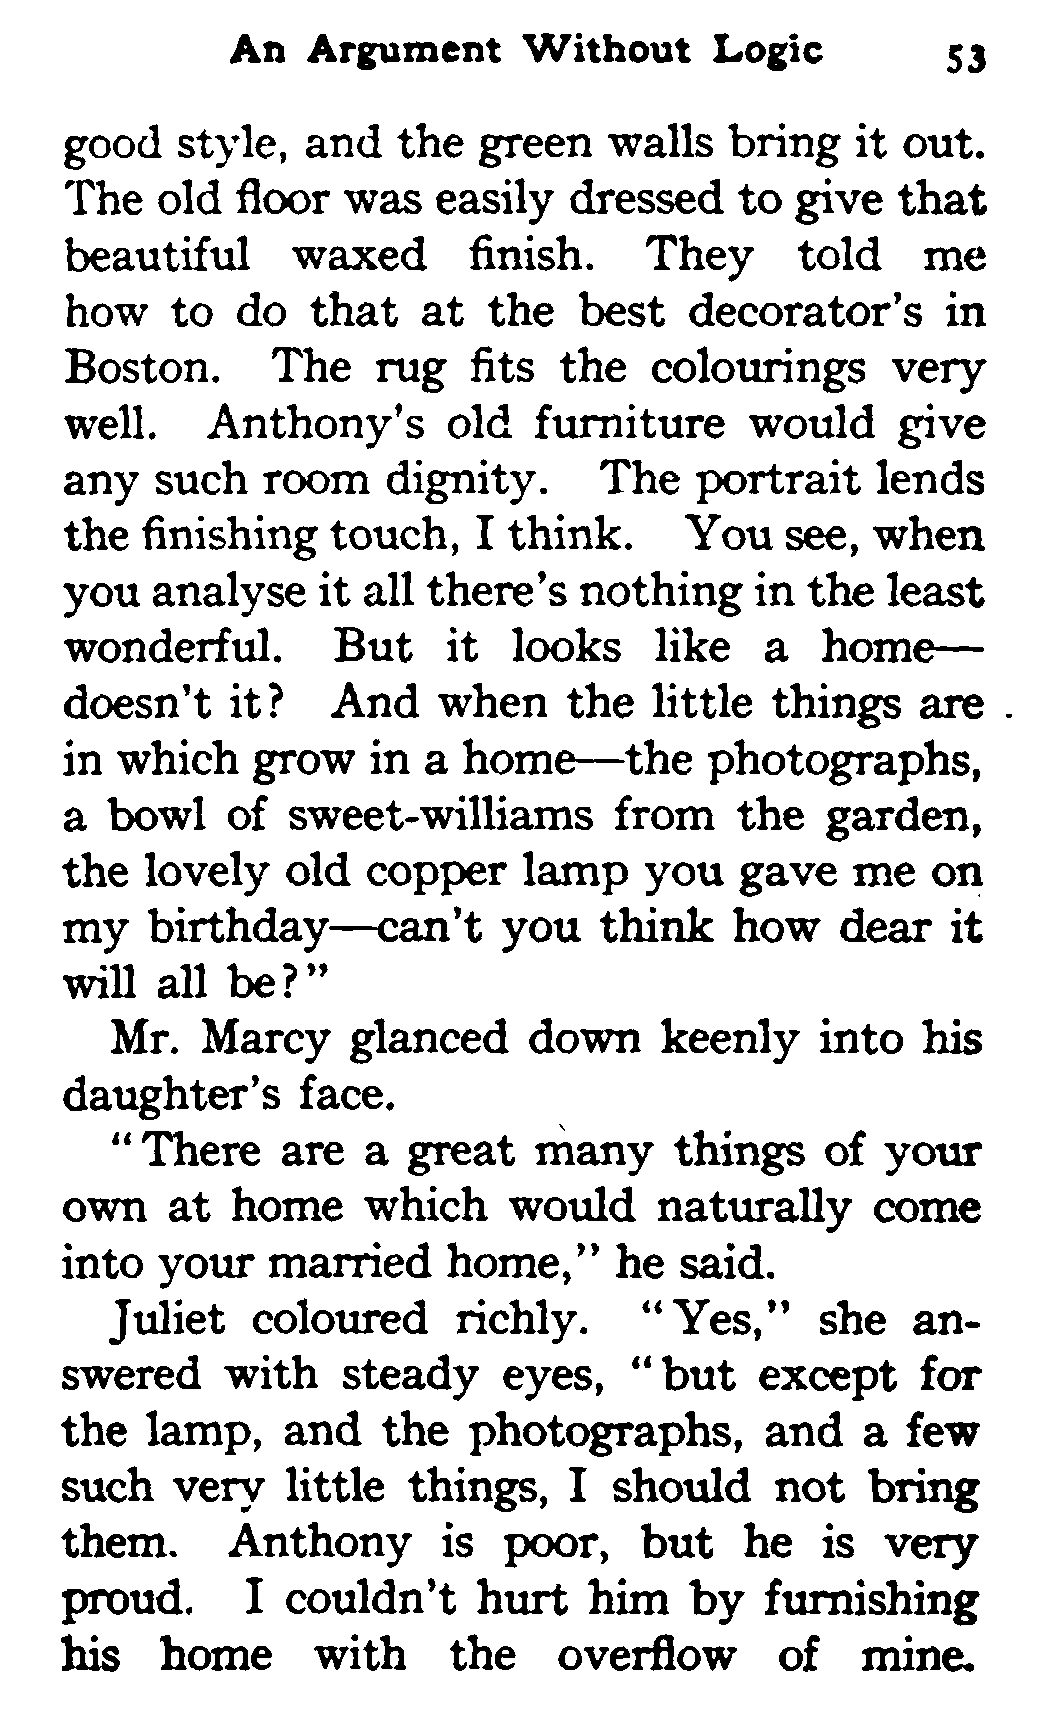 An Argument Without Logic 53
good style, and the green walls bring it out.
The old floor was easily dressed to give that
beautiful waxed finish. They told me
how to do that at the best decorator's in
Boston. The rug fits the colourings very
well. Anthony's old furniture would give
any such room dignity. The portrait lends
the finishing touch, I think. You see, when
you analyse it all there's nothing in the least
wonderful. But it looks like a home—
doesn't it? And when the little things are
in which grow in a home—the photographs,
a bowl of sweet-williams from the garden,
the lovely old copper lamp you gave me on
my birthday—can't you think how dear it
will all be?"
Mr. Marcy glanced down keenly into his
daughter's face.
"There are a great many things of your
own at home which would naturally come
into your married home," he said.
Juliet coloured richly. "Yes," she an-
swered with steady eyes, "but except for
the lamp, and the photographs, and a few
such very little things, I should not bring
them. Anthony is poor, but he is very
proud. I couldn't hurt him by furnishing
his home with the overflow of mine.